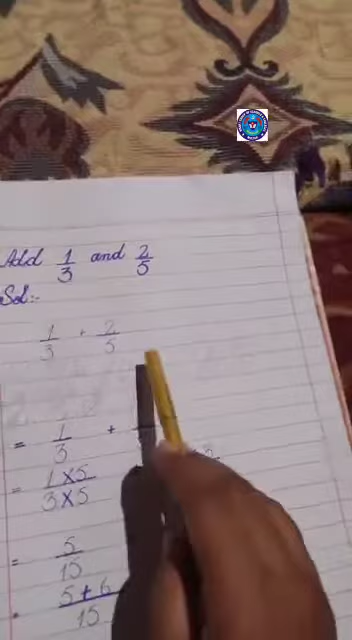 Add 1/3 and 2/5
Sol:-
1/3 + 2/5
= 1/3 +
= 1×5/3×5
= 5/15
= 5+6/15